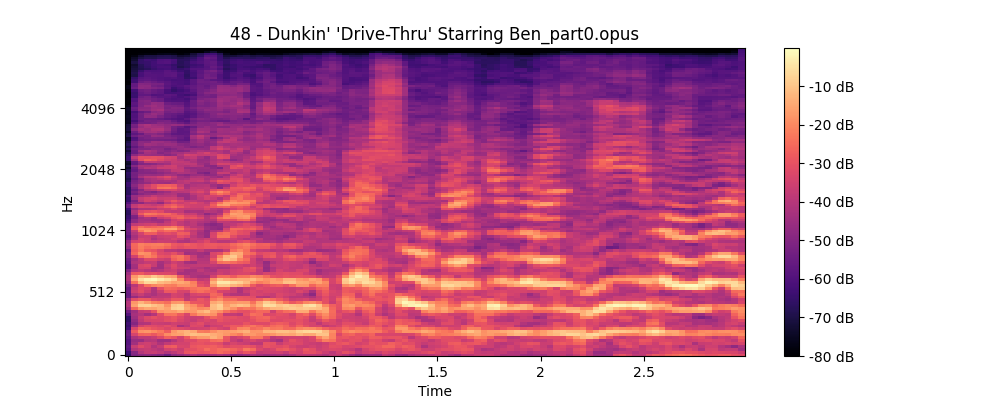 48 - Dunkin' 'Drive-Thru' Starring Ben_part0.opus
Hz
4096
2048
1024
512
0
0
0.5
1
1.5
2
2.5
Time
-10 dB
-20 dB
-30 dB
-40 dB
-50 dB
-60 dB
-70 dB
-80 dB